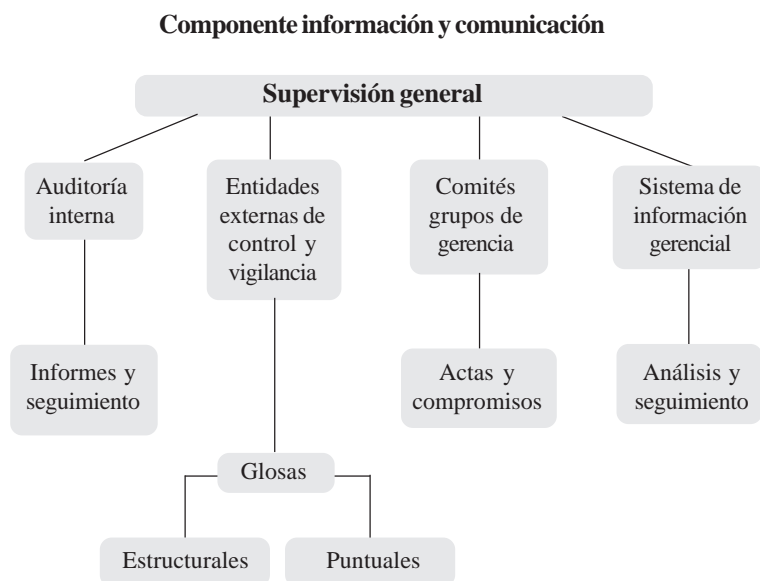 Componente información y comunicación
Supervisión general
Auditoría
interna
Entidades
externas de
control y
vigilancia
Comités
grupos de
gerencia
Sistema de
información
gerencial
Informes y
seguimiento
Actas y
compromisos
Análisis y
seguimiento
Glosas
Estructurales
Puntuales